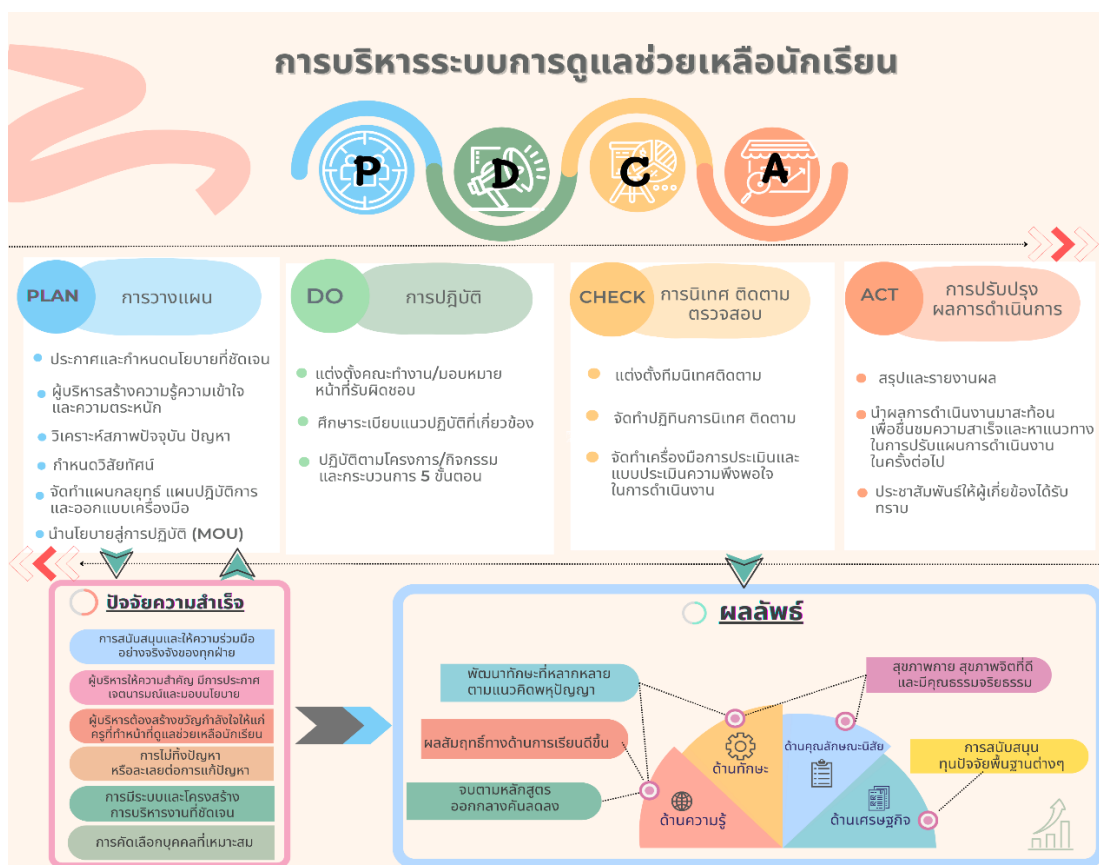 การบริหารระบบการดูแลช่วยเหลือนักเรียน
P
D
C
A
PLAN
การวางแผน
ประกาศและกำหนดนโยบายที่ชัดเจน
ผู้บริหารสร้างความรู้ความเข้าใจ
และความตระหนัก
วิเคราะห์สภาพปัจจุบัน ปัญหา
กำหนดวิสัยทัศน์
จัดทำแผนกลยุทธ์ แผนปฏิบัติการ
และออกแบบเครื่องมือ
นำนโยบายสู่การปฏิบัติ (MOU)
DO
การปฏิบัติ
แต่งตั้งคณะทำงาน/มอบหมาย
หน้าที่รับผิดชอบ
ศึกษาระเบียบแนวปฏิบัติที่เกี่ยวข้อง
ปฏิบัติตามโครงการ/กิจกรรม
และกระบวนการ 5 ขั้นตอน
CHECK
การนิเทศ ติดตาม
ตรวจสอบ
แต่งตั้งทีมนิเทศติดตาม
จัดทำปฏิทินการนิเทศ ติดตาม
จัดทำเครื่องมือการประเมินและ
แบบประเมินความพึงพอใจ
ในการดำเนินงาน
ACT
การปรับปรุง
ผลการดำเนินการ
สรุปและรายงานผล
นำผลการดำเนินงานมาสะท้อน
เพื่อชื่นชมความสาเร็จและหาแนวทาง
ในการปรับแผนการดำเนินงาน
ในครั้งต่อไป
ประชาสัมพันธ์ให้ผู้เกี่ยข้องได้รับ
ทราบ
ปัจจัยความสำเร็จ
การสนับสนุนและให้ความร่วมมือ
อย่างจริงจังของทุกฝ่าย
ผู้บริหารให้ความสำคัญ มีการประกาศ
เจตนารมณ์และมอบนโยบาย
ผู้บริหารต้องสร้างขวัญกำลังใจให้แก่
ครูที่ทำหน้าที่ดูแลช่วยเหลือนักเรียน
การไม่ทิ้งปัญหา
หรือละเลยต่อการแก้ปัญหา
การมีระบบและโครงสร้าง
การบริหารงานที่ชัดเจน
การคัดเลือกบุคคลที่เหมาะสม
ผลลัพธ์
พัฒนาทักษะที่หลากหลาย
ตามแนวคิดพหุปัญญา
ผลสัมฤทธิ์ทางด้านการเรียนดีขึ้น
จบตามหลักสูตร
ออกกลางคันลดลง
สุขภาพกาย สุขภาพจิตที่ดี
และมีคุณธรรมจริยธรรม
การสนับสนุน
ทุนปัจจัยพื้นฐานต่างๆ
ด้านความรู้
ด้านทักษะ
ด้านคุณลักษณะนิสัย
ด้านเศรษฐกิจ